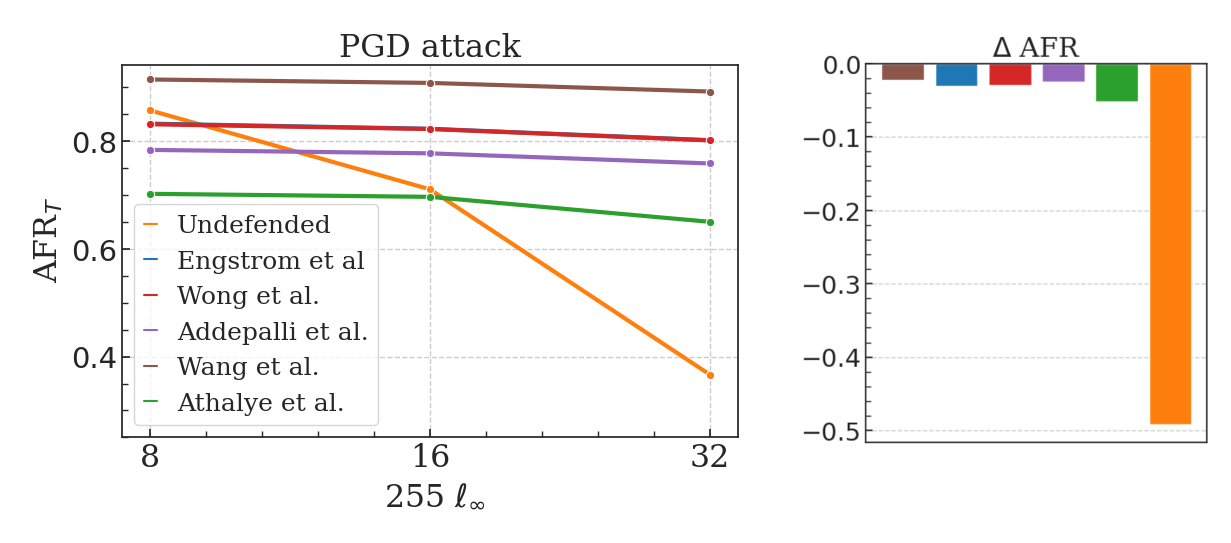 PGD attack
AFR_T
0.8
0.6
0.4
Undefended
Engstrom et al
Wong et al.
Addepalli et al.
Wang et al.
Athalye et al.
8 16 32
255 ℓ∞
Δ AFR
0.0
−0.1
−0.2
−0.3
−0.4
−0.5